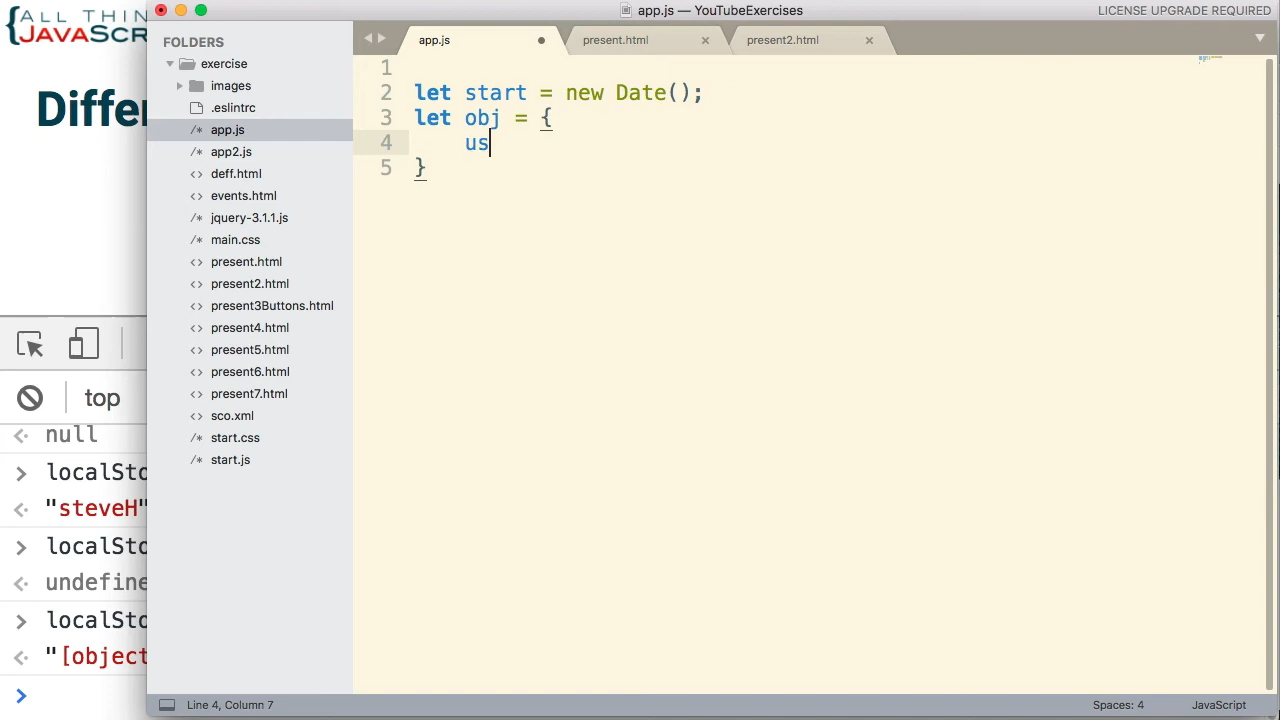 {ALL THIN
JAVASCR
Differ
top
null
localSto
"steveH"
localSto
undefine
localSto
"[object
app.js — YouTubeExercises
LICENSE UPGRADE REQUIRED
FOLDERS
exercise
images
.eslintrc
/* app.js
/* app2.js
<> deff.html
<> events.html
/* jquery-3.1.1.js
/* main.css
<> present.html
<> present2.html
<> present3Buttons.html
<> present4.html
<> present5.html
<> present6.html
<> present7.html
<> sco.xml
/* start.css
/* start.js
app.js
present.html
present2.html
1
2 let start = new Date();
3 let obj = {
4 us
5 }
Line 4, Column 7
Spaces: 4
JavaScript